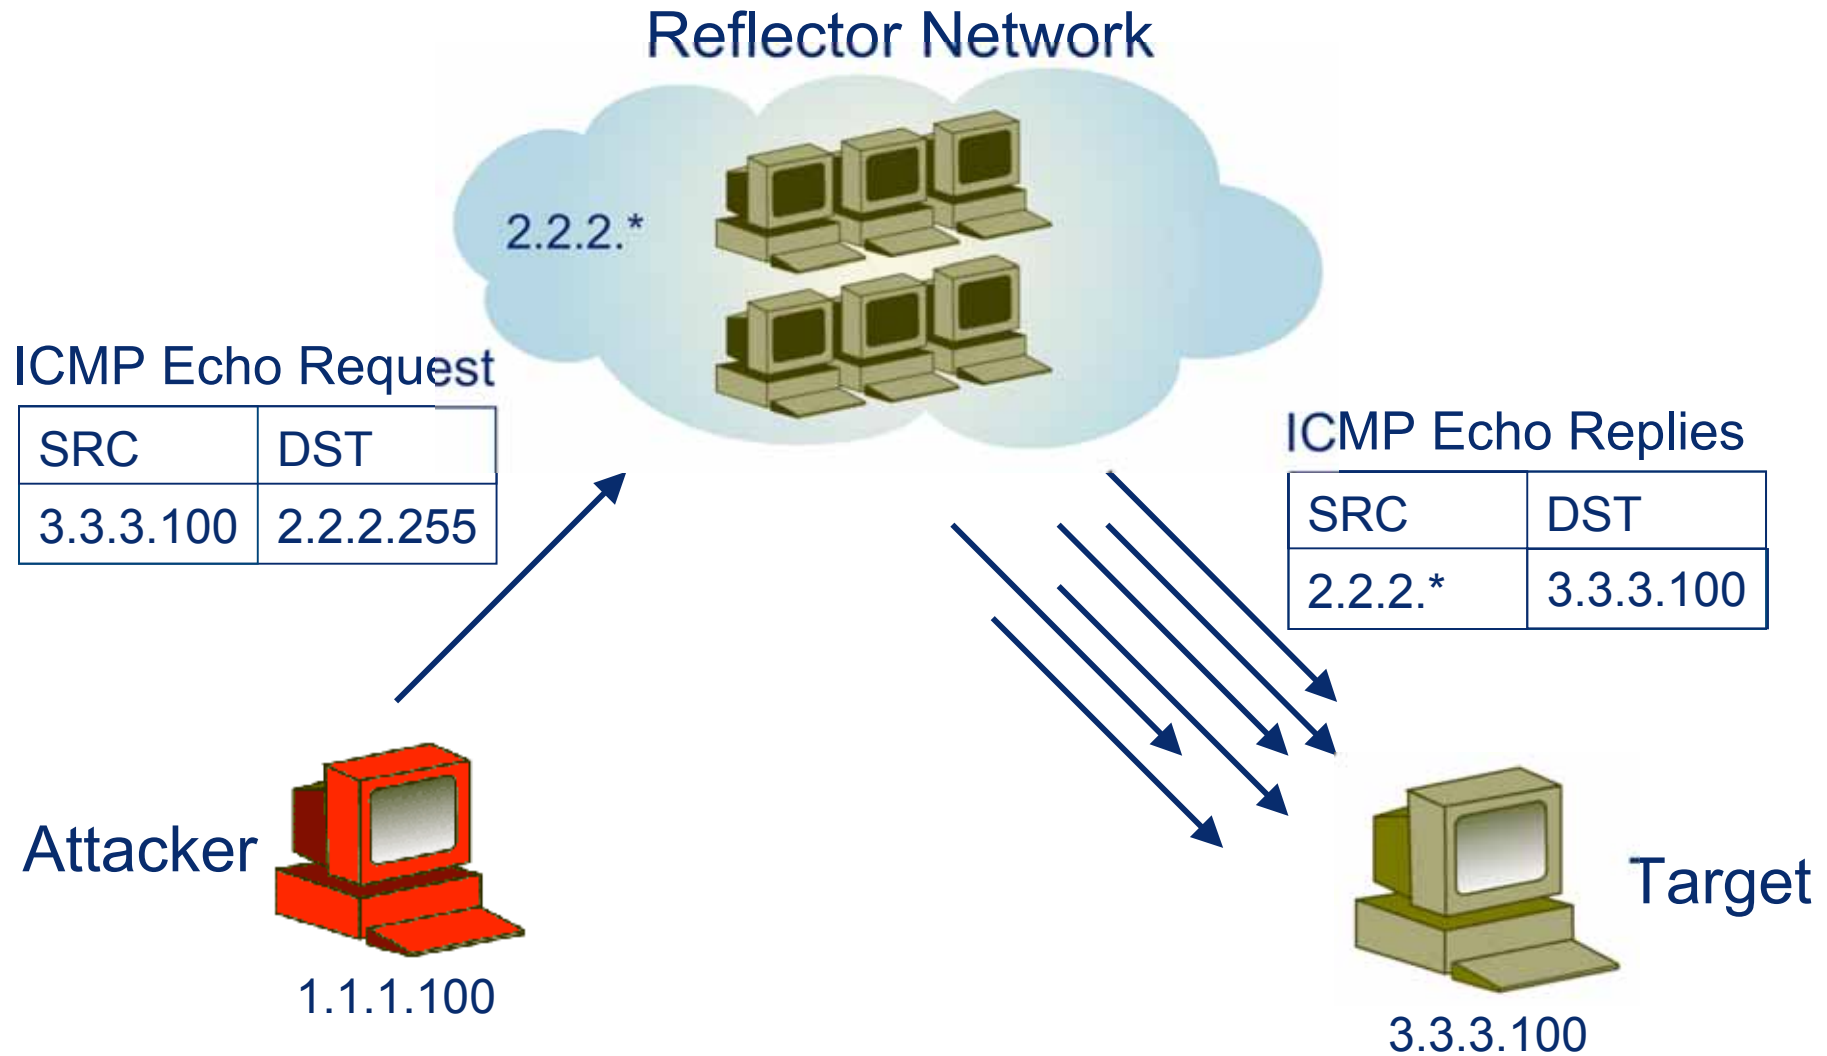 Reflector Network
2.2.2.*
ICMP Echo Request
SRC DST
3.3.3.100 2.2.2.255
ICMP Echo Replies
SRC DST
2.2.2.* 3.3.3.100
Attacker
1.1.1.100
Target
3.3.3.100